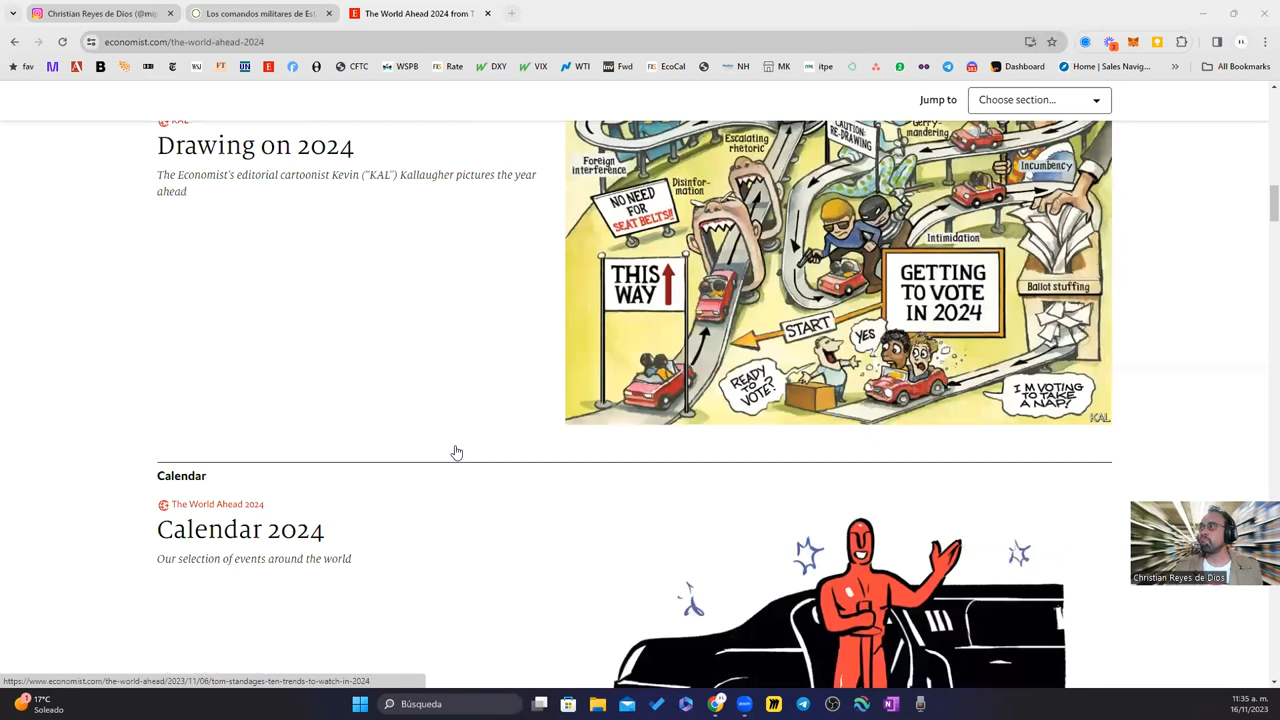 Christian Reyes de Dios (@mip
Los comandos militares de Est
The World Ahead 2024 from T
economist.com/the-world-ahead-2024
fav
CFTC
WSPB
Rate
DXY
VIX
WTI
Fwd
EcoCal
NH
MK
itpe
Dashboard
Home | Sales Navig...
All Bookmarks
Jump to
Choose section...
KAL
Drawing on 2024
The Economist's editorial cartoonist Kevin ("KAL") Kallaugher pictures the year
ahead
Escalating
rhetoric
CAUTION:
RE-DRAWING
Gerry-
mandering
Foreign
interference
Incumbency
Disinfor-
mation
NO NEED
FOR
SEAT BELTS!!
Intimidation
THIS
WAY
GETTING
TO VOTE
IN 2024
Ballot stuffing
START
YES
READY
TO
VOTE?
I'M VOTING
TO TAKE
A NAP!
KAL
Calendar
The World Ahead 2024
Calendar 2024
Our selection of events around the world
Christian Reyes de Dios
https://www.economist.com/the-world-ahead/2023/11/06/tom-standages-ten-trends-to-watch-in-2024
17°C
Soleado
Búsqueda
11:35 a. m.
16/11/2023